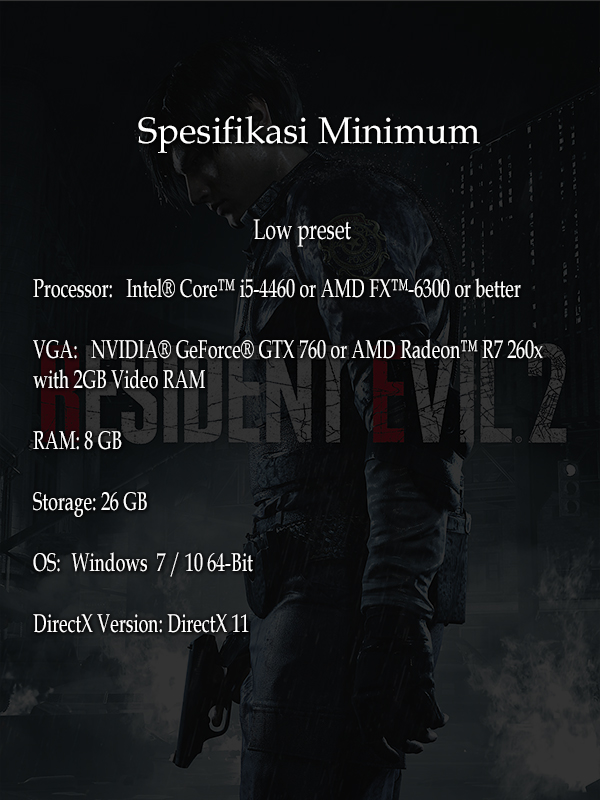 Spesifikasi Minimum
Low preset
Processor: Intel® Core™ i5-4460 or AMD FX™-6300 or better
VGA: NVIDIA® GeForce® GTX 760 or AMD Radeon™ R7 260x
with 2GB Video RAM
RESIDENT EVIL 2
RAM: 8 GB
Storage: 26 GB
OS: Windows 7 / 10 64-Bit
DirectX Version: DirectX 11